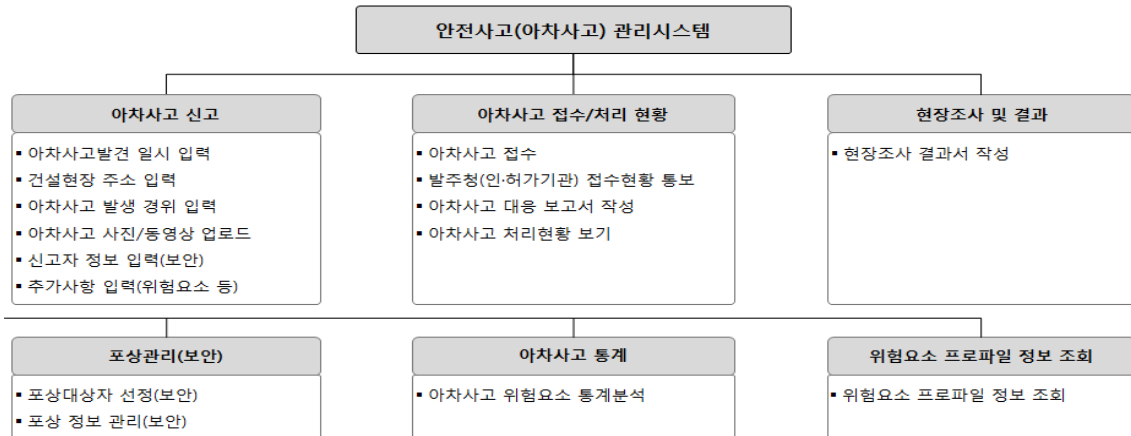 안전사고(아차사고) 관리시스템
아차사고 신고
▪ 아차사고발견 일시 입력
▪ 건설현장 주소 입력
▪ 아차사고 발생 경위 입력
▪ 아차사고 사진/동영상 업로드
▪ 신고자 정보 입력(보안)
▪ 추가사항 입력(위험요소 등)
아차사고 접수/처리 현황
▪ 아차사고 접수
▪ 발주청(인·허가기관) 접수현황 통보
▪ 아차사고 대응 보고서 작성
▪ 아차사고 처리현황 보기
현장조사 및 결과
▪ 현장조사 결과서 작성
포상관리(보안)
▪ 포상대상자 선정(보안)
▪ 포상 정보 관리(보안)
아차사고 통계
▪ 아차사고 위험요소 통계분석
위험요소 프로파일 정보 조회
▪ 위험요소 프로파일 정보 조회